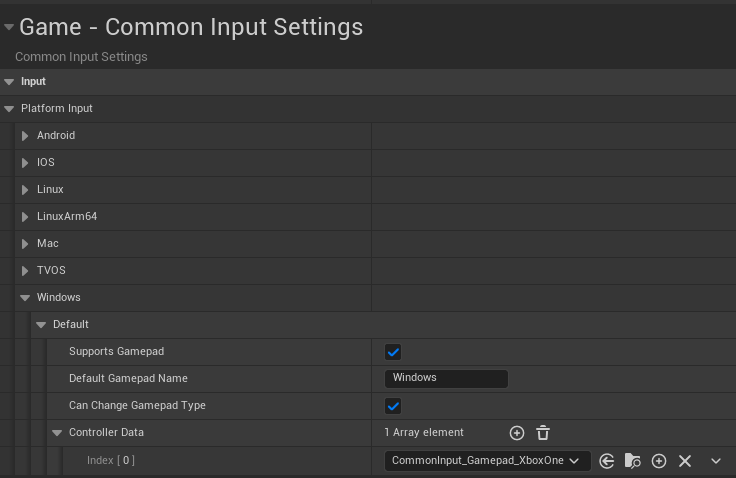 Game - Common Input Settings
Common Input Settings
Input
Platform Input
Android
IOS
Linux
LinuxArm64
Mac
TVOS
Windows
Default
Supports Gamepad
Default Gamepad Name Windows
Can Change Gamepad Type
Controller Data 1 Array element
Index [ 0 ] CommonInput_Gamepad_XboxOne